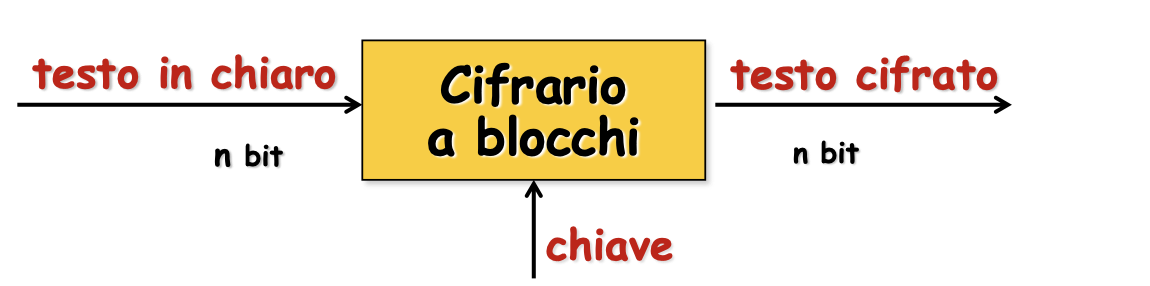 testo in chiaro
Cifrario
a blocchi
testo cifrato
n bit
n bit
chiave